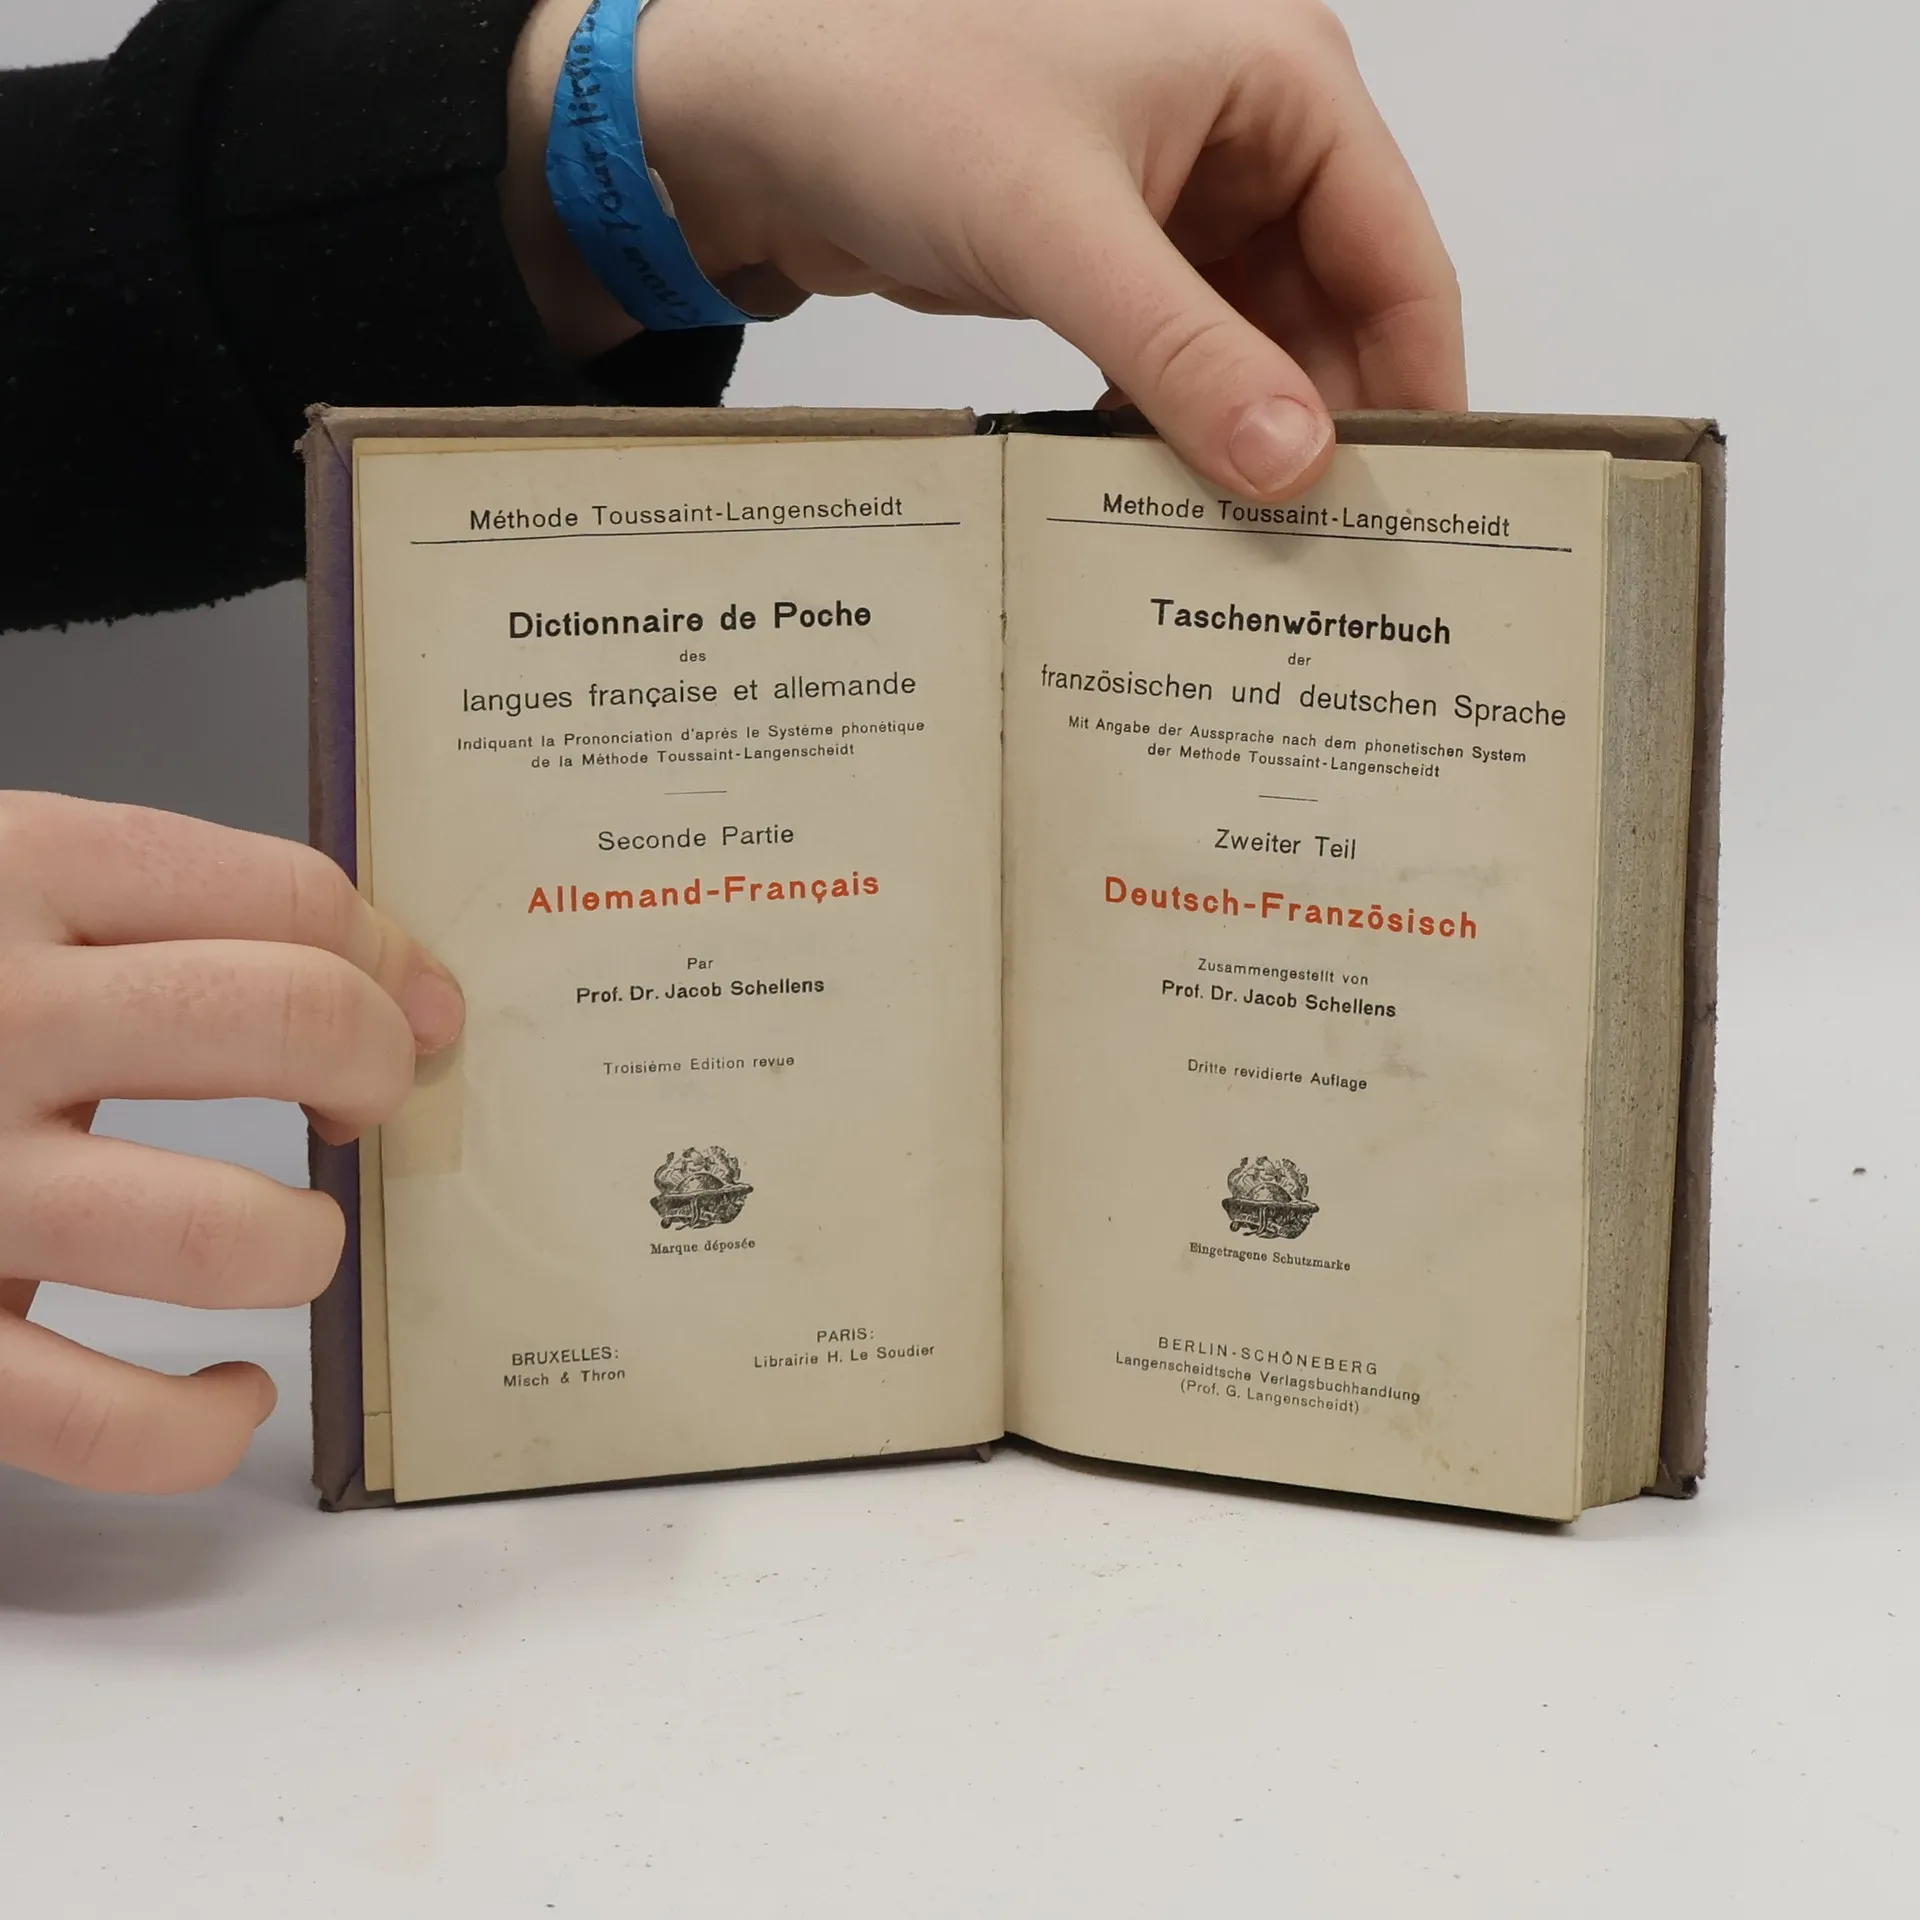 Méthode Toussaint-Langenscheidt
Dictionnaire de Poche
des
langues française et allemande
Indiquant la Prononciation d'après le Système phonétique
de la Méthode Toussaint-Langenscheidt
Seconde Partie
Allemand-Français
Par
Prof. Dr. Jacob Schellens
Troisième Edition revue
Marque déposée
BRUXELLES:
Misch & Thron
PARIS:
Librairie H. Le Soudier
Methode Toussaint-Langenscheidt
Taschenwörterbuch
der
französischen und deutschen Sprache
Mit Angabe der Aussprache nach dem phonetischen System
der Methode Toussaint-Langenscheidt
Zweiter Teil
Deutsch-Französisch
Zusammengestellt von
Prof. Dr. Jacob Schellens
Dritte revidierte Auflage
Eingetragene Schutzmarke
BERLIN-SCHÖNEBERG
Langenscheidtsche Verlagsbuchhandlung
(Prof. G. Langenscheidt)